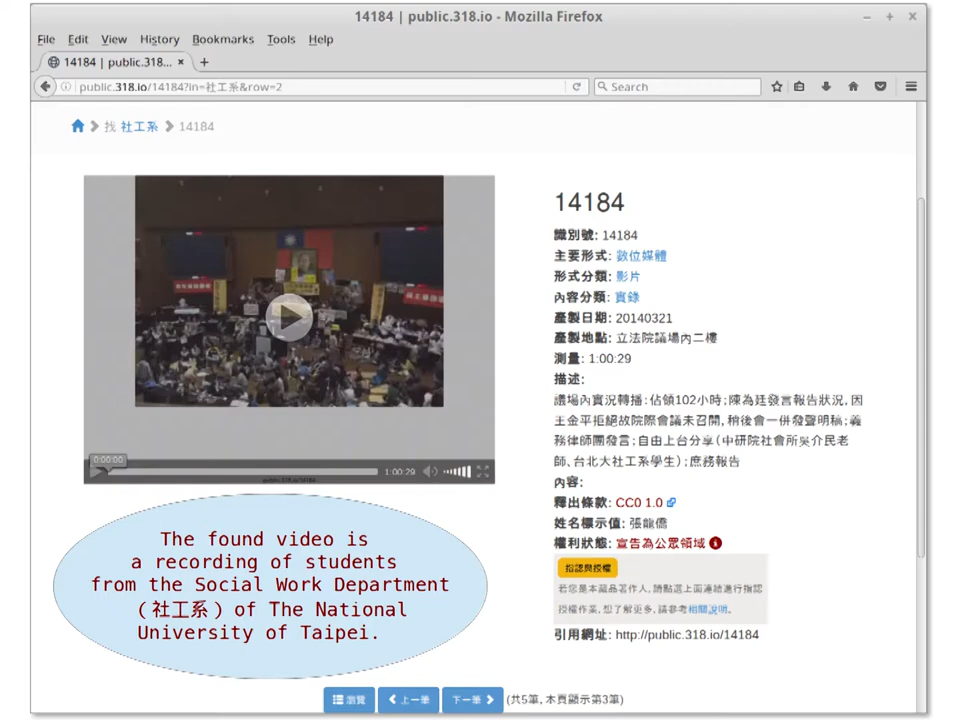 14184 | public.318.io - Mozilla Firefox
File Edit View History Bookmarks Tools Help
14184 | public.318... × +
public.318.io/14184?in=社工系&row=2
Search
找 社工系 14184
14184
識別號: 14184
主要形式: 數位媒體
形式分類: 影片
內容分類: 實錄
產製日期: 20140321
產製地點: 立法院議場內二樓
測量: 1:00:29
描述:
議場內實況轉播：佔領102小時；陳為廷發言報告狀況，因
王金平拒絕故院際會議未召開，稍後會一併發聲明稿；義
務律師團發言；自由上台分享（中研院社會所吳介民老
師、台北大社工系學生）；庶務報告
內容:
釋出條款: CC0 1.0
姓名標示值: 張龍僑
權利狀態: 宣告為公眾領域
指認與授權
若您是本藏品著作人，請點選上面連結進行指認
授權作業，想了解更多，請參考相關說明。
引用網址: http://public.318.io/14184
0:00:00
1:00:29
public.318.io/14184
The found video is
a recording of students
from the Social Work Department
（社工系）of The National
University of Taipei.
瀏覽 上一筆 下一筆 (共5筆, 本頁顯示第3筆)